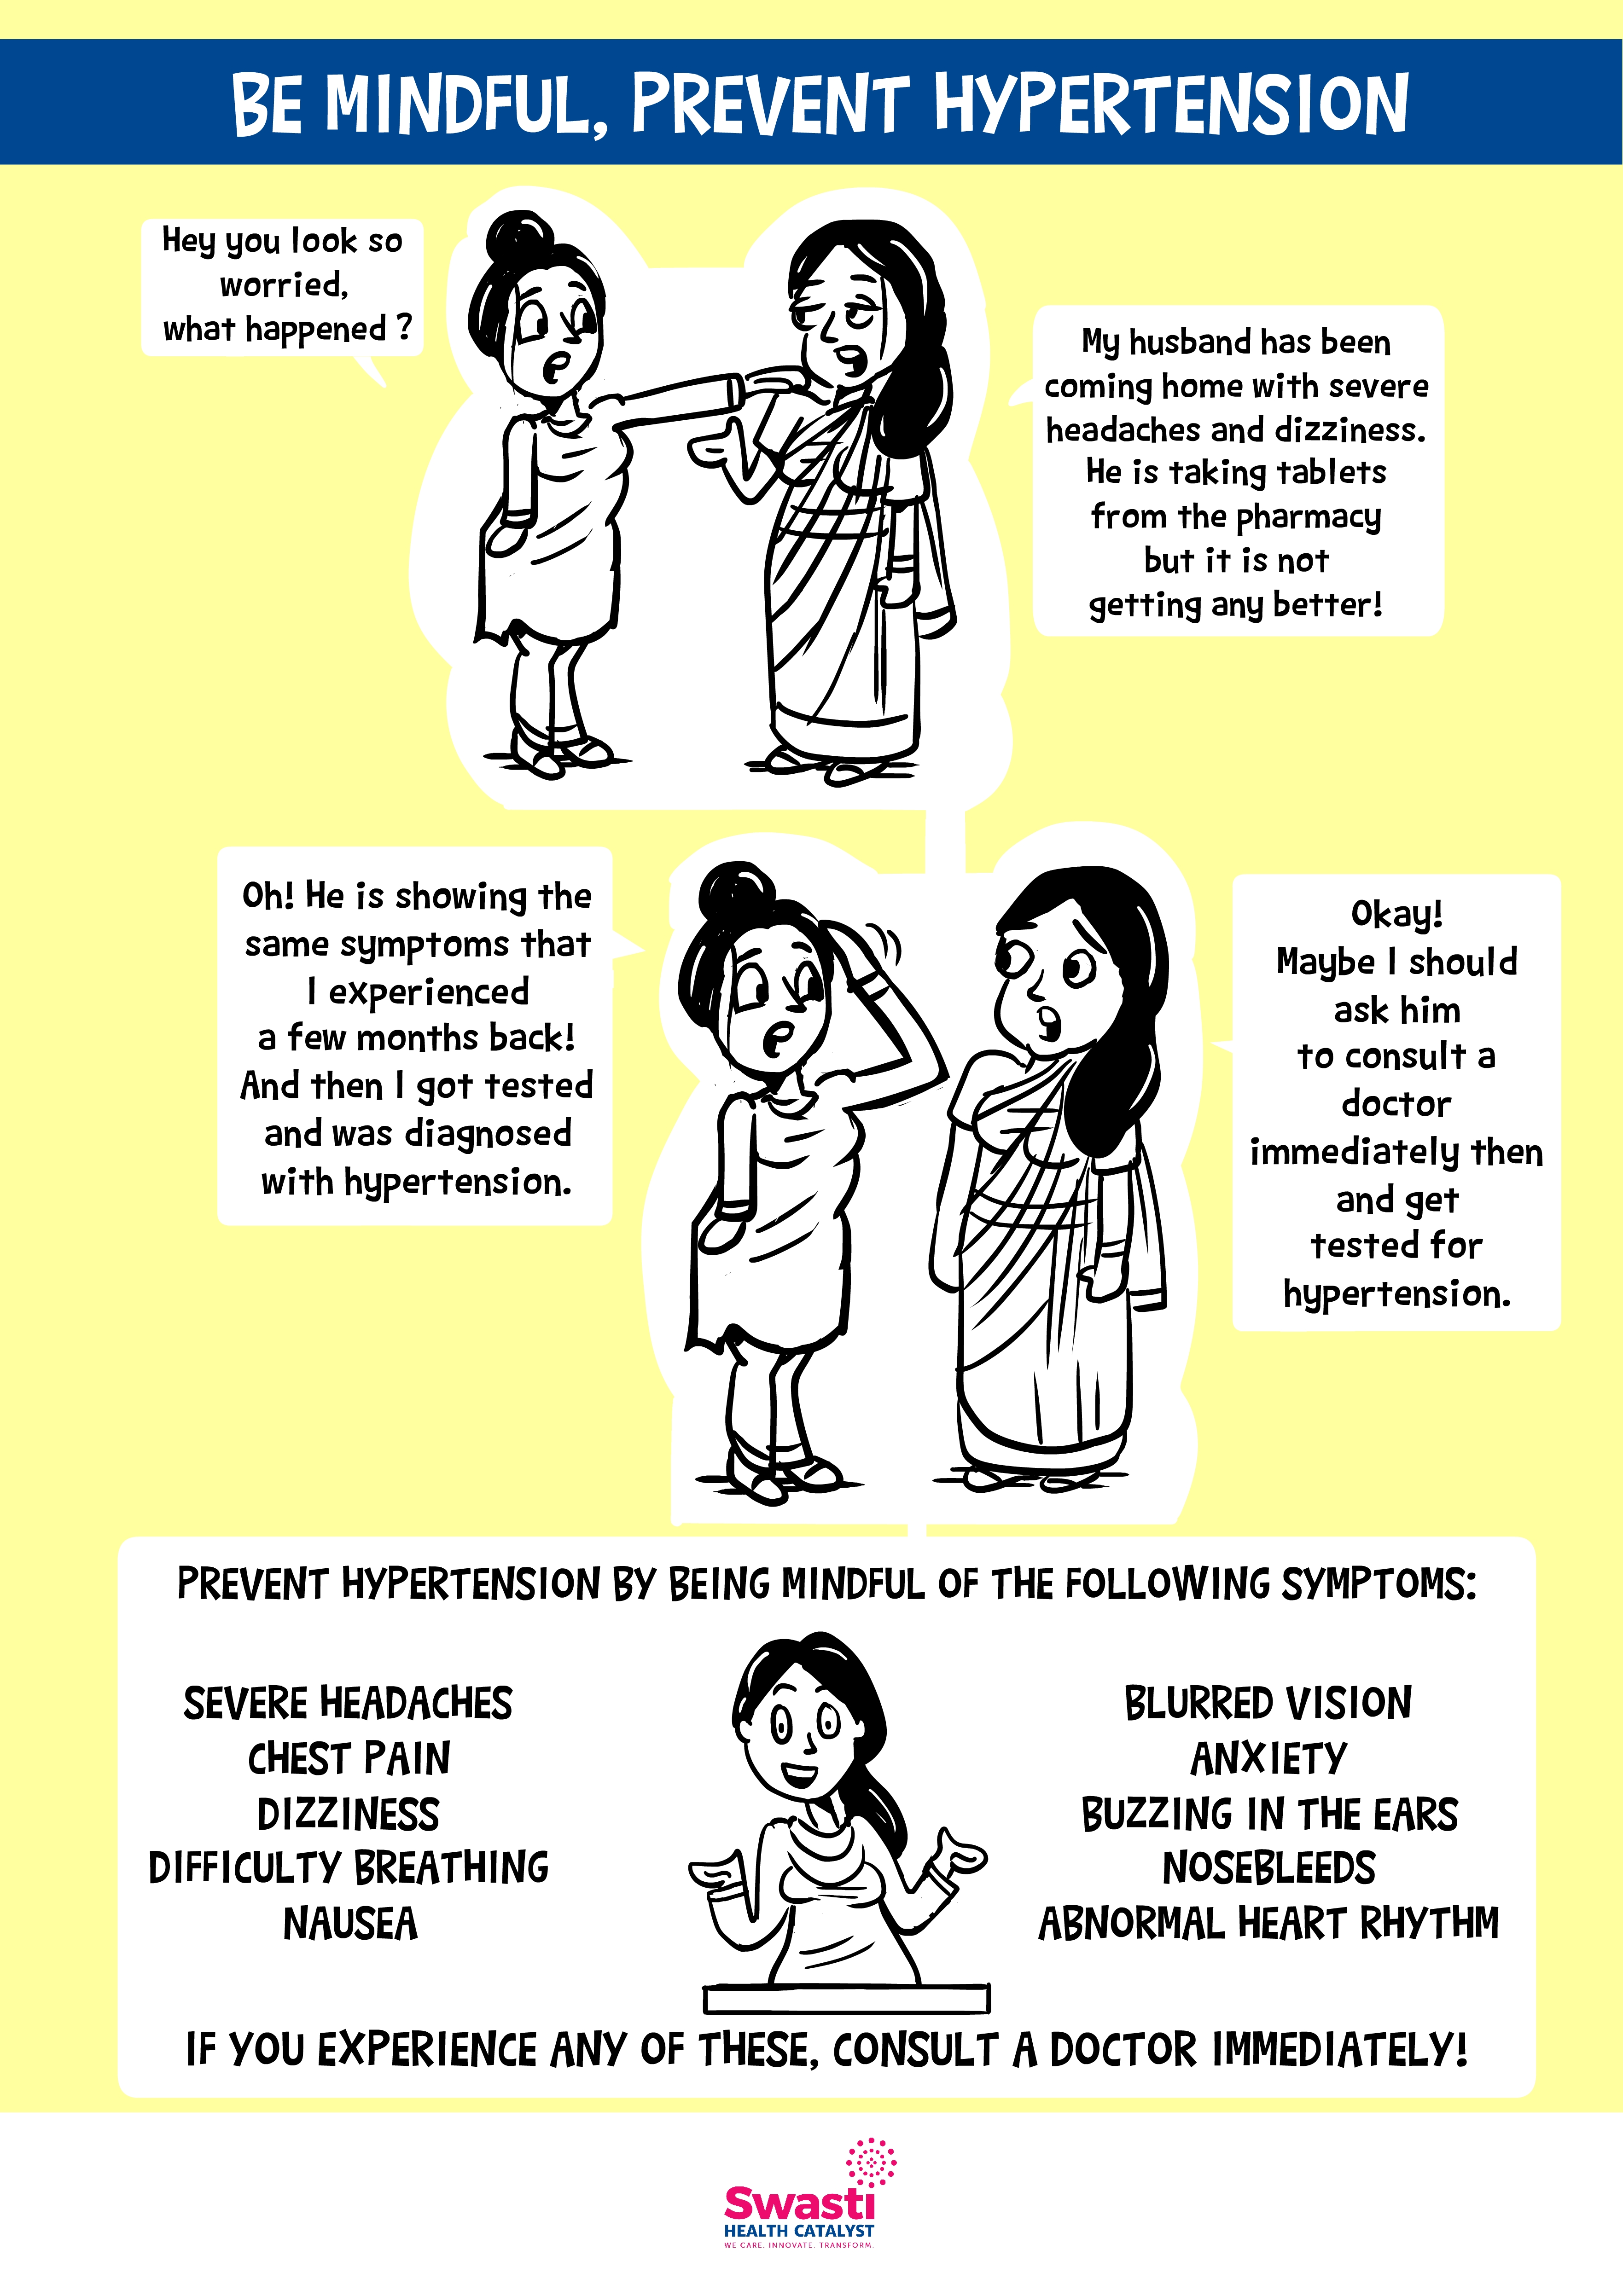 BE MINDFUL, PREVENT HYPERTENSION
Hey you look so
worried,
what happened ?
My husband has been
coming home with severe
headaches and dizziness.
He is taking tablets
from the pharmacy
but it is not
getting any better!
Oh! He is showing the
same symptoms that
I experienced
a few months back!
And then I got tested
and was diagnosed
with hypertension.
Okay!
Maybe I should
ask him
to consult a
doctor
immediately then
and get
tested for
hypertension.
PREVENT HYPERTENSION BY BEING MINDFUL OF THE FOLLOWING SYMPTOMS:
SEVERE HEADACHES
CHEST PAIN
DIZZINESS
DIFFICULTY BREATHING
NAUSEA
BLURRED VISION
ANXIETY
BUZZING IN THE EARS
NOSEBLEEDS
ABNORMAL HEART RHYTHM
IF YOU EXPERIENCE ANY OF THESE, CONSULT A DOCTOR IMMEDIATELY!
Swasti
HEALTH CATALYST
WE CARE. INNOVATE. TRANSFORM.